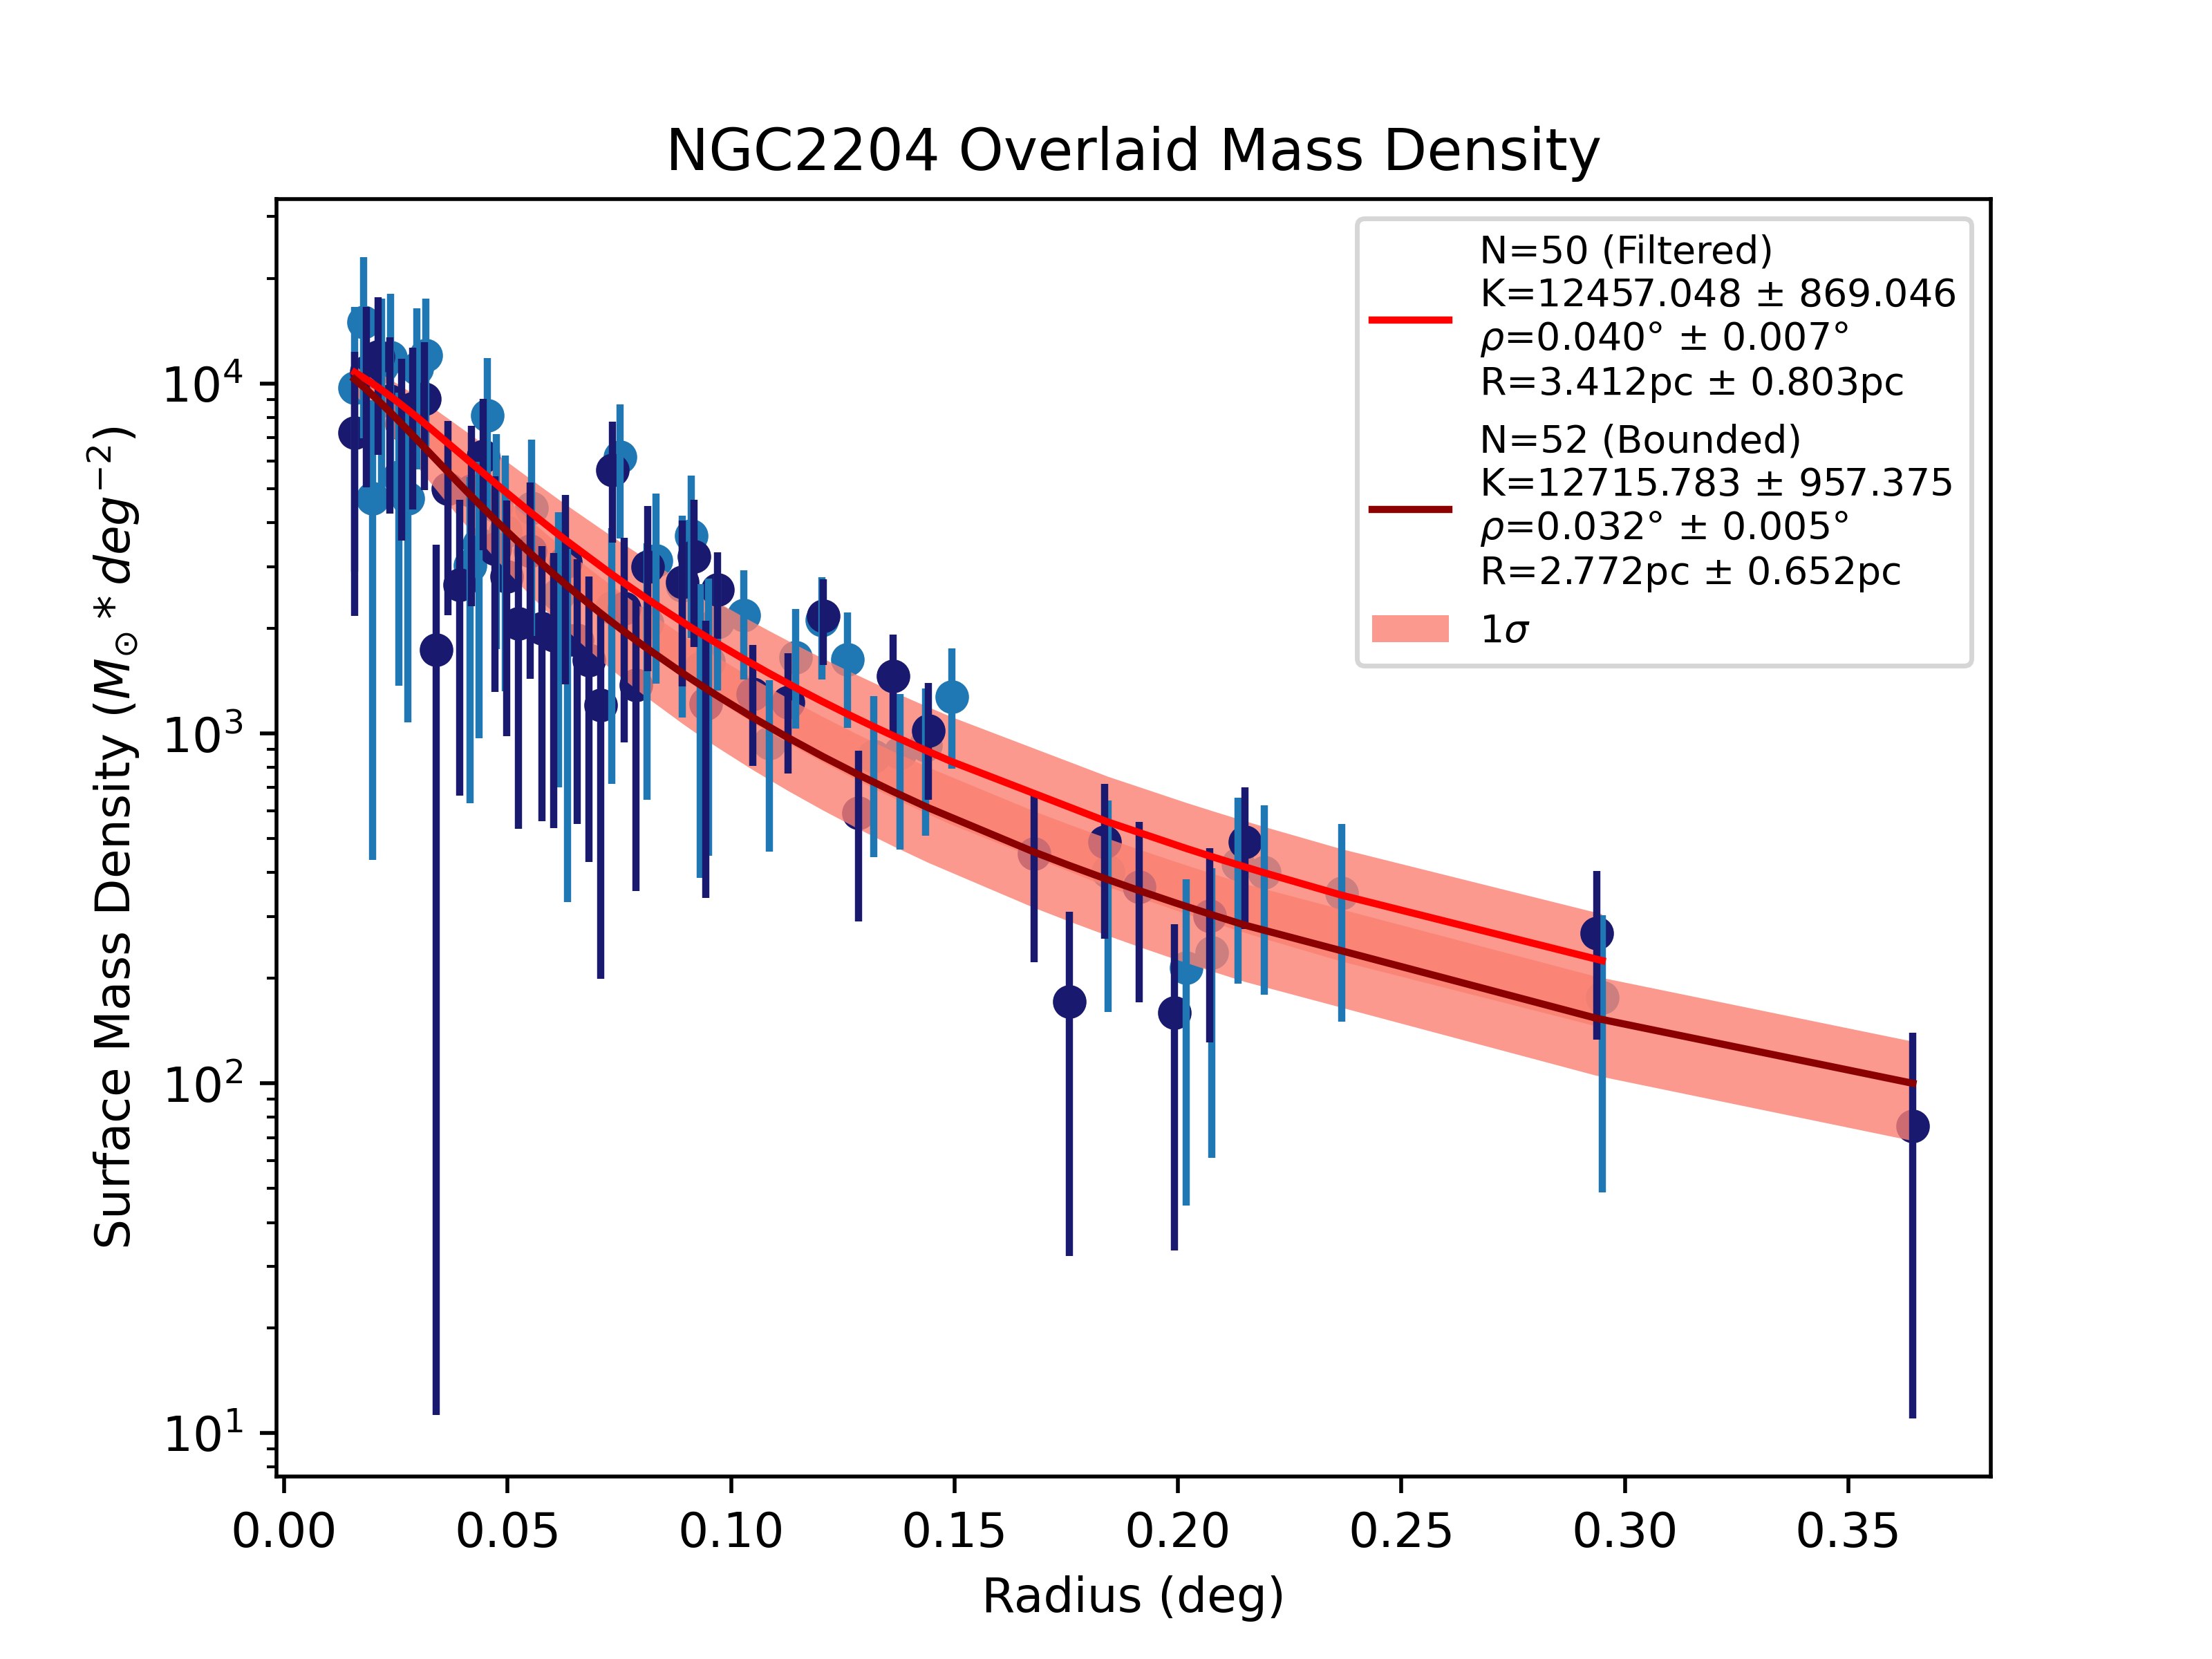 NGC2204 Overlaid Mass Density
N=50 (Filtered)
K=12457.048 ± 869.046
ρ=0.040° ± 0.007°
R=3.412pc ± 0.803pc
N=52 (Bounded)
K=12715.783 ± 957.375
ρ=0.032° ± 0.005°
R=2.772pc ± 0.652pc
1σ
Surface Mass Density (M⊙ * deg⁻²)
10⁴
10³
10²
10¹
0.00 0.05 0.10 0.15 0.20 0.25 0.30 0.35
Radius (deg)